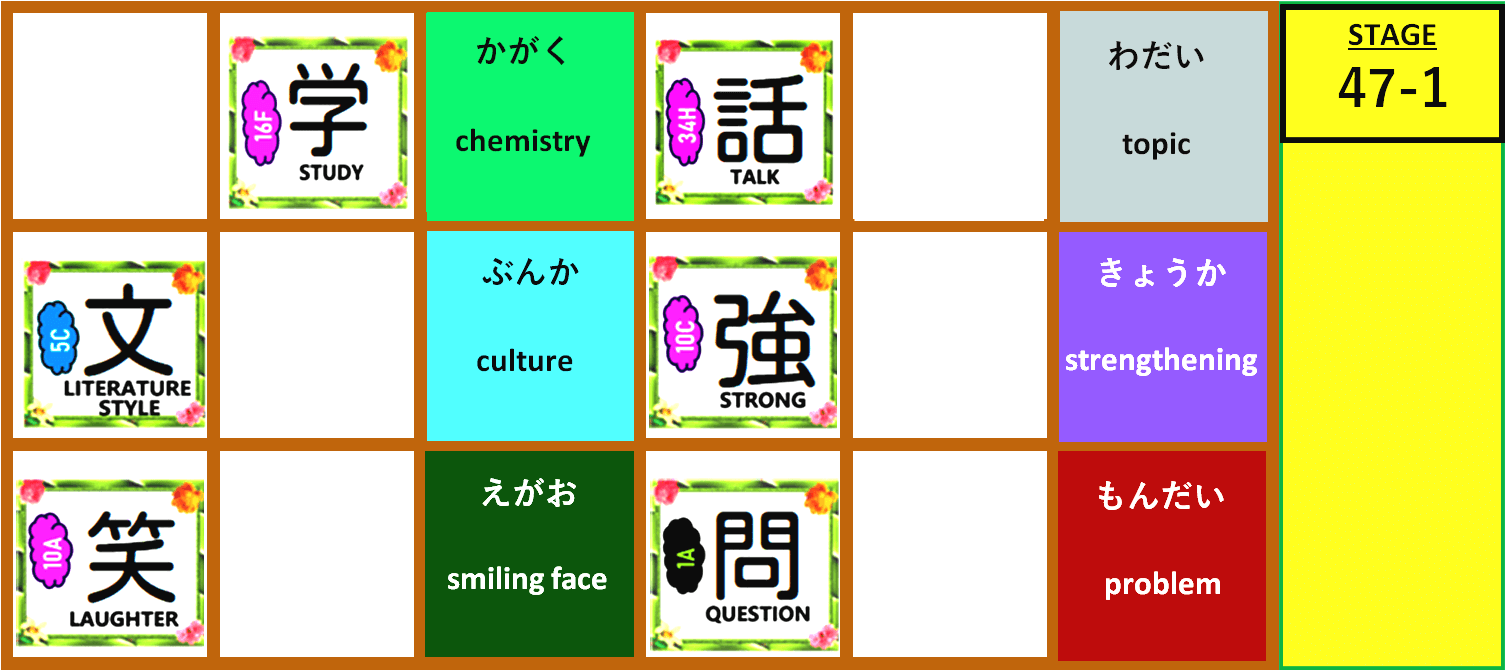 16F
学
STUDY
かがく
chemistry
34H
話
TALK
わだい
topic
STAGE
47-1
5C
文
LITERATURE
STYLE
ぶんか
culture
10C
強
STRONG
きょうか
strengthening
10A
笑
LAUGHTER
えがお
smiling face
1A
問
QUESTION
もんだい
problem